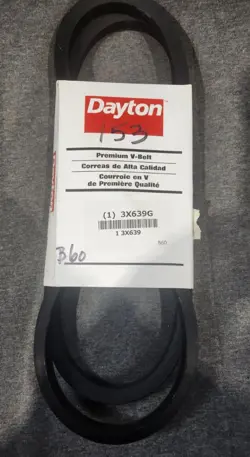 Dayton
153
Premium V-Belt
Correas de Alta Calidad
Courroie en V
de Première Qualité
(1) 3X639G
1 3X639
B60